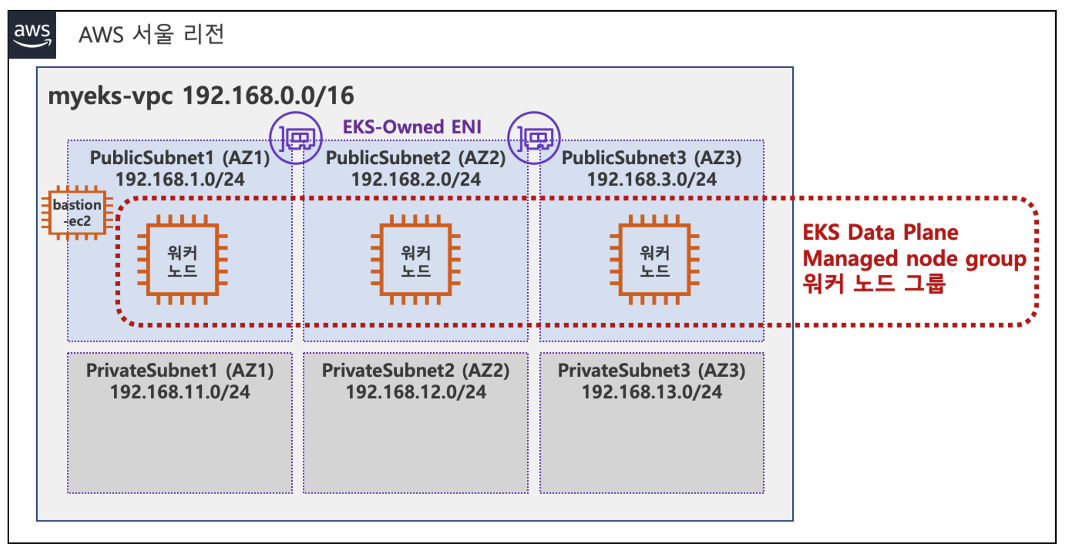 aws
AWS 서울 리전
myeks-vpc 192.168.0.0/16
EKS-Owned ENI
PublicSubnet1 (AZ1)
192.168.1.0/24
PublicSubnet2 (AZ2)
192.168.2.0/24
PublicSubnet3 (AZ3)
192.168.3.0/24
bastion
-ec2
워커
노드
워커
노드
워커
노드
EKS Data Plane
Managed node group
워커 노드 그룹
PrivateSubnet1 (AZ1)
192.168.11.0/24
PrivateSubnet2 (AZ2)
192.168.12.0/24
PrivateSubnet3 (AZ3)
192.168.13.0/24